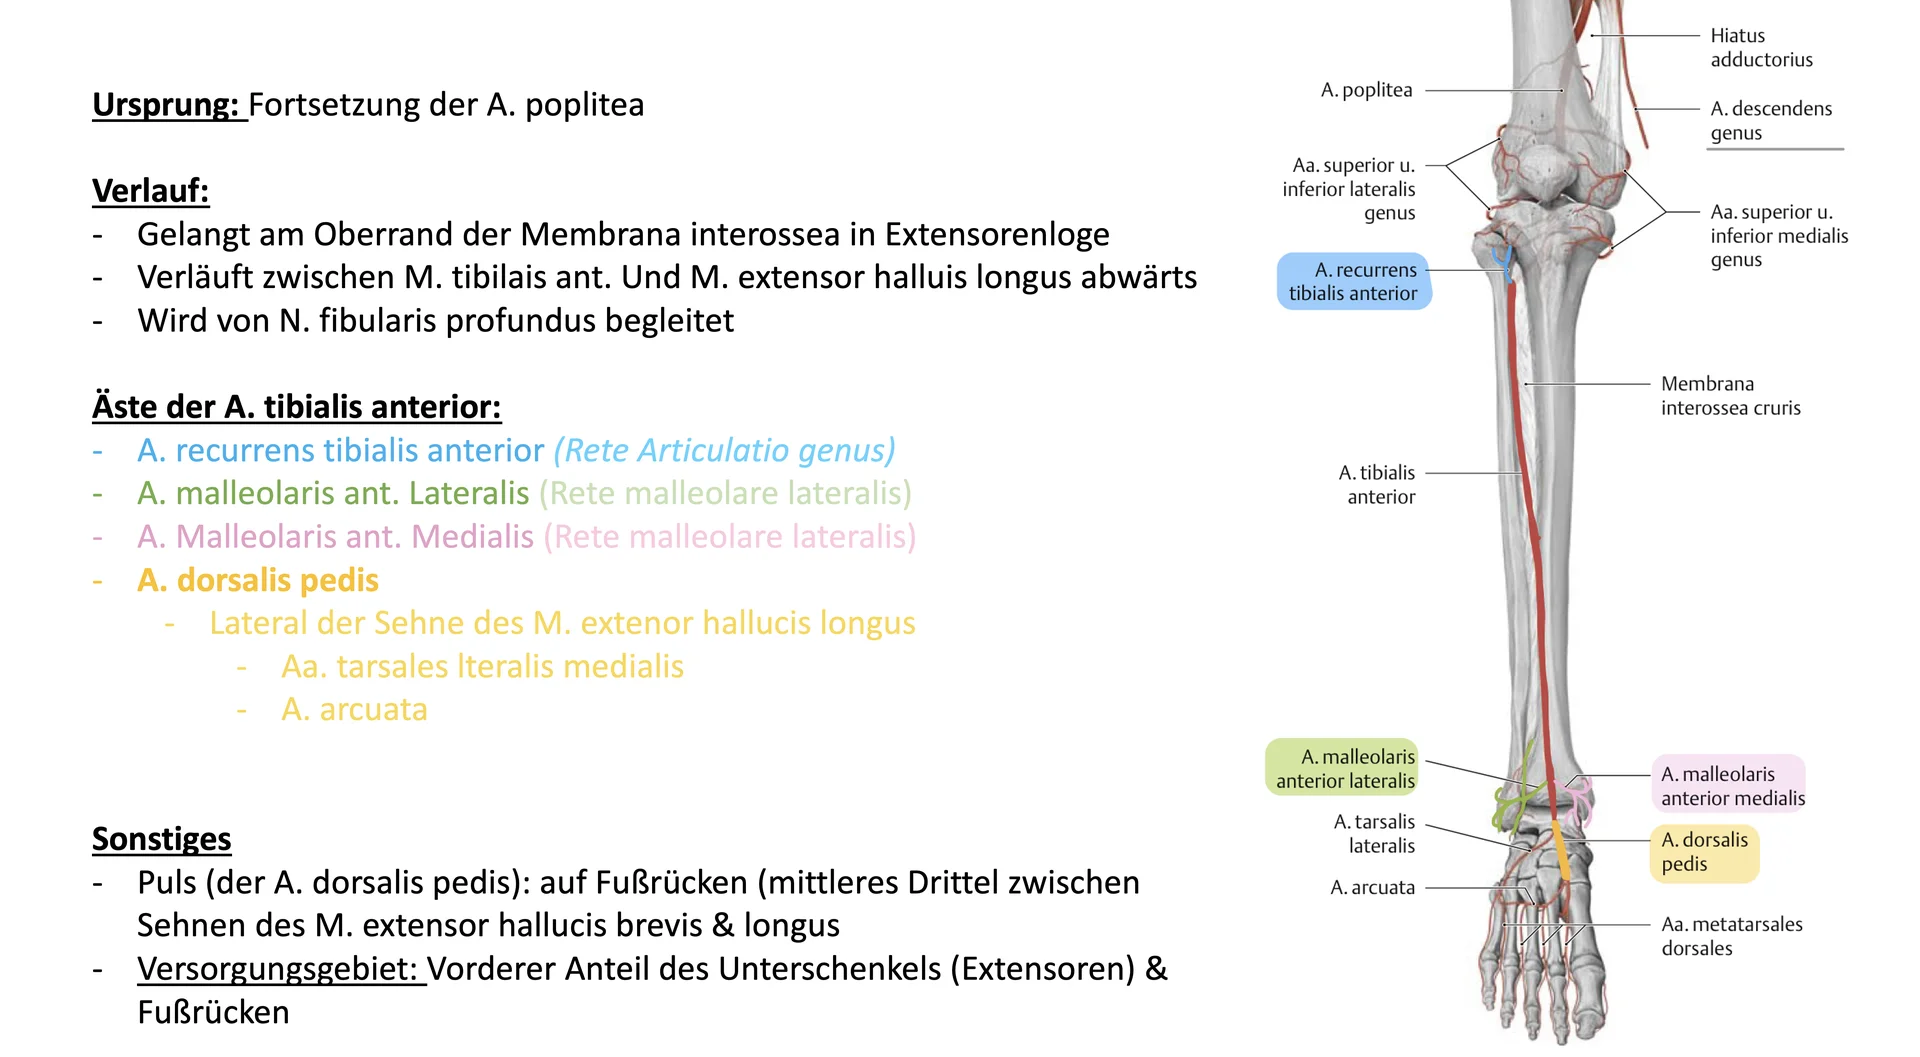 Ursprung: Fortsetzung der A. poplitea
Verlauf:
- Gelangt am Oberrand der Membrana interossea in Extensorenloge
- Verläuft zwischen M. tibilais ant. Und M. extensor halluis longus abwärts
- Wird von N. fibularis profundus begleitet
Äste der A. tibialis anterior:
- A. recurrens tibialis anterior (Rete Articulatio genus)
- A. malleolaris ant. Lateralis (Rete malleolare lateralis)
- A. Malleolaris ant. Medialis (Rete malleolare lateralis)
- A. dorsalis pedis
- Lateral der Sehne des M. extenor hallucis longus
- Aa. tarsales lteralis medialis
- A. arcuata
Sonstiges
- Puls (der A. dorsalis pedis): auf Fußrücken (mittleres Drittel zwischen
Sehnen des M. extensor hallucis brevis & longus
- Versorgungsgebiet: Vorderer Anteil des Unterschenkels (Extensoren) &
Fußrücken
Hiatus
adductorius
A. poplitea
A. descendens
genus
Aa. superior u.
inferior lateralis
genus
Aa. superior u.
inferior medialis
genus
A. recurrens
tibialis anterior
Membrana
interossea cruris
A. tibialis
anterior
A. malleolaris
anterior lateralis
A. malleolaris
anterior medialis
A. tarsalis
lateralis
A. dorsalis
pedis
A. arcuata
Aa. metatarsales
dorsales